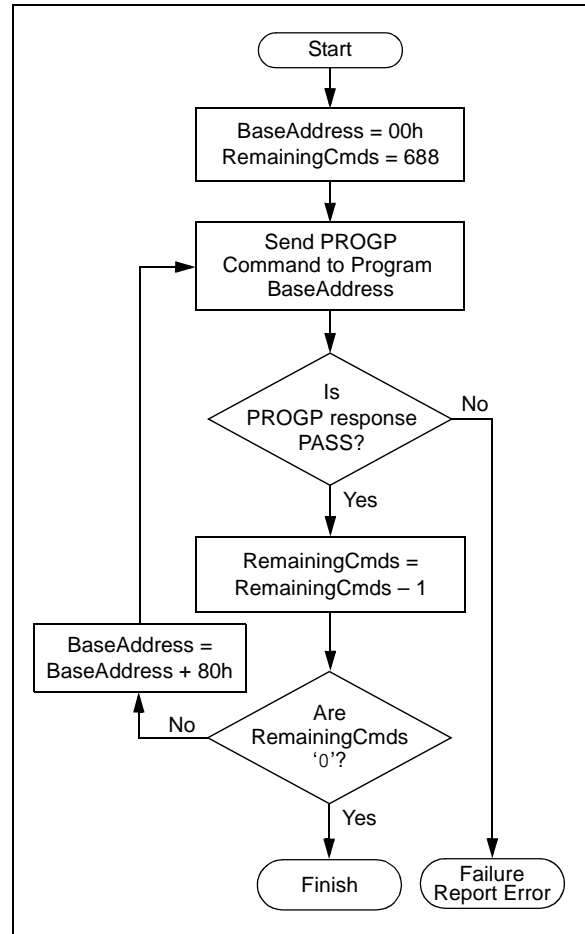 Start
BaseAddress = 00h
RemainingCmds = 688
Send PROGP
Command to Program
BaseAddress
Is
PROGP response
PASS?
No
Yes
RemainingCmds =
RemainingCmds – 1
BaseAddress =
BaseAddress + 80h
No
Are
RemainingCmds
‘0’?
Yes
Finish
Failure
Report Error